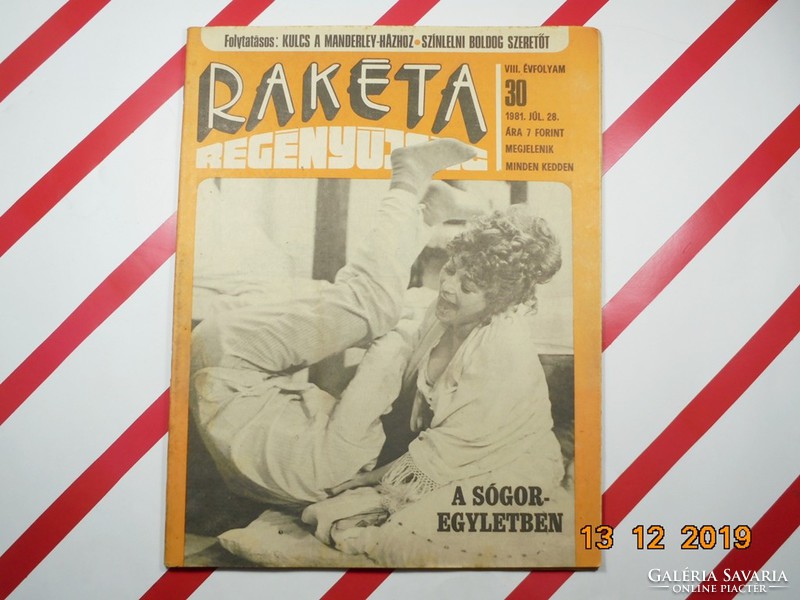 Folytatásos: KULCS A MANDERLEY-HÁZHOZ • SZÍNLELNI BOLDOG SZERETŐT
RAKÉTA
REGÉNYÚJSÁG
VIII. ÉVFOLYAM
30
1981. JÚL. 28.
ÁRA 7 FORINT
MEGJELENIK
MINDEN KEDDEN
A SÓGOR-
EGYLETBEN
13 12 2019
GALÉRIA SAVARIA
ONLINE PIACTÉR